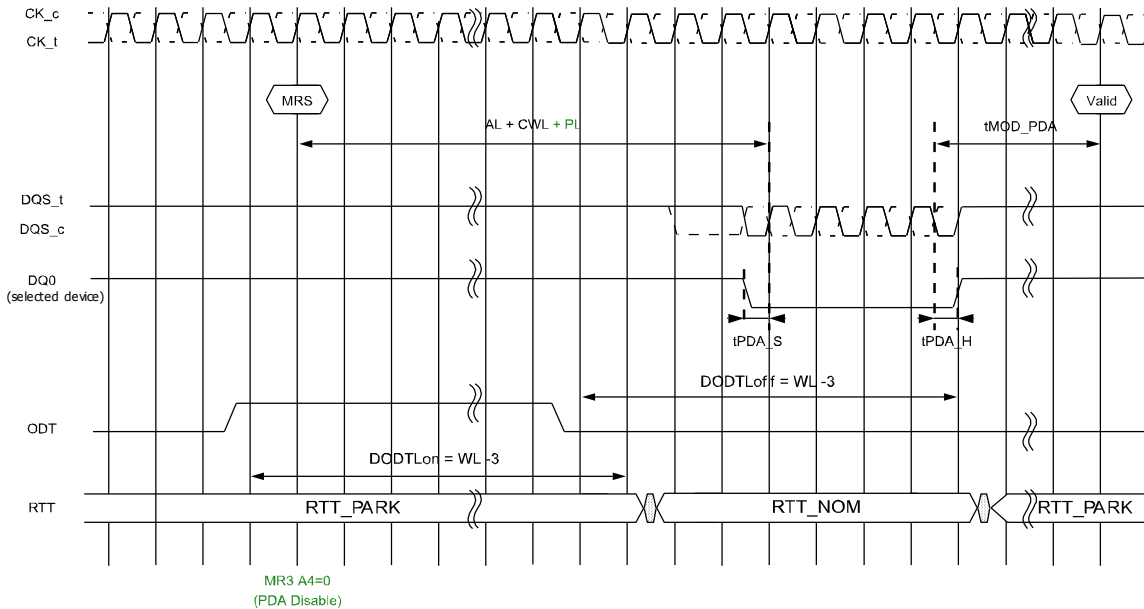 CK_c
CK_t
MRS
Valid
AL + CWL + PL
tMOD_PDA
DQS_t
DQS_c
DQ0
(selected device)
tPDA_S
tPDA_H
DODTLoff = WL -3
ODT
DODTLon = WL -3
RTT
RTT_PARK
RTT_NOM
RTT_PARK
MR3 A4=0
(PDA Disable)